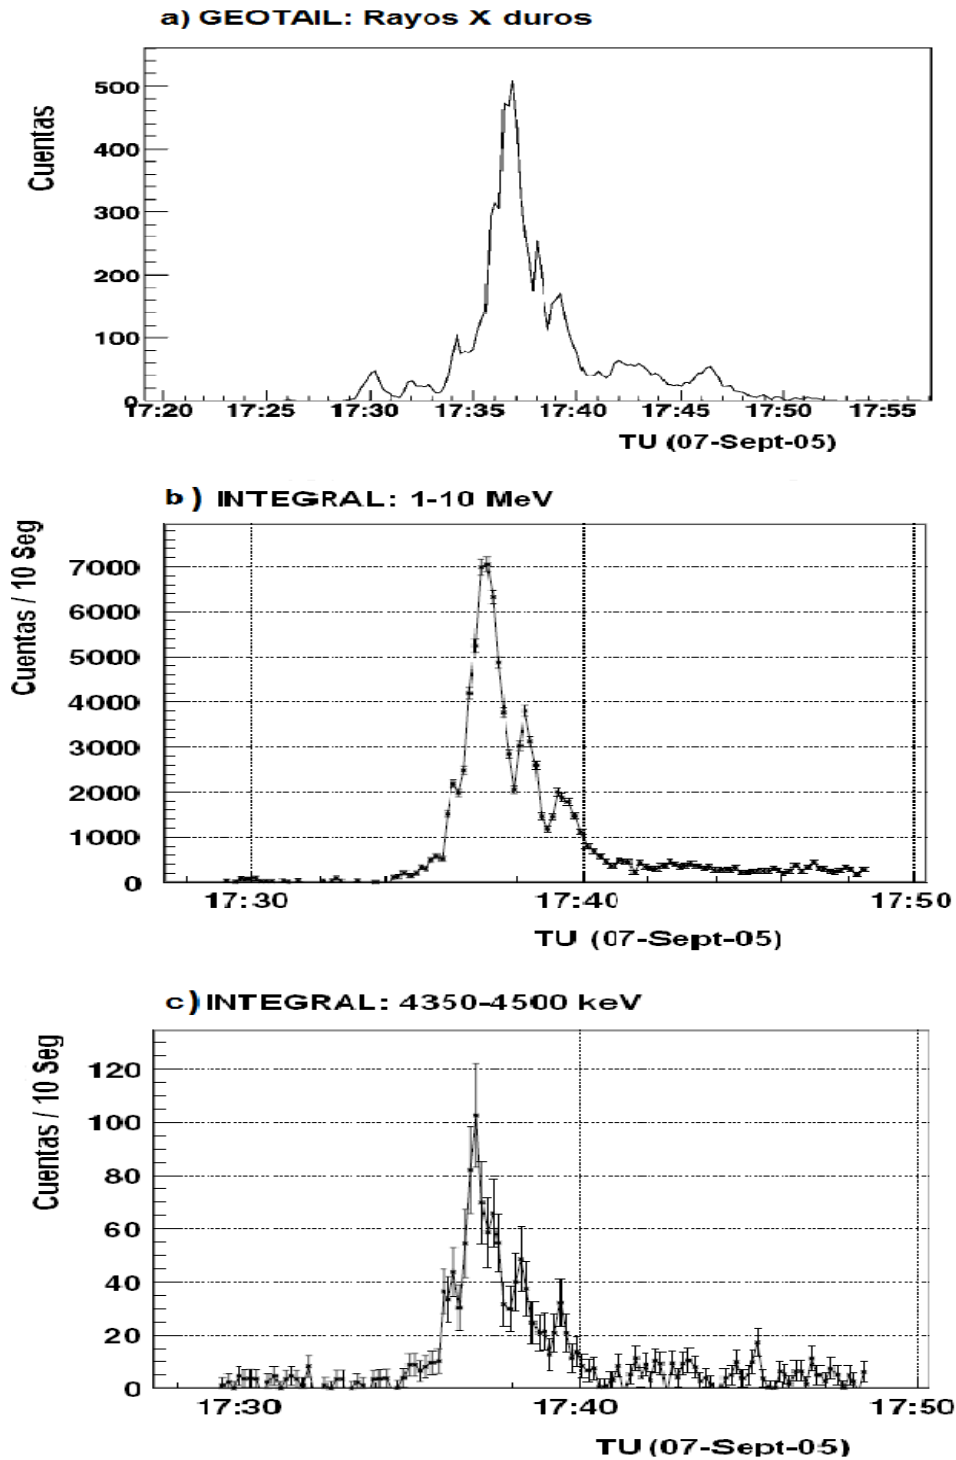 a) GEOTAIL: Rayos X duros
Cuentas
500
400
300
200
100
0
17:20 17:25 17:30 17:35 17:40 17:45 17:50 17:55
TU (07-Sept-05)
b) INTEGRAL: 1-10 MeV
Cuentas / 10 Seg
7000
6000
5000
4000
3000
2000
1000
0
17:30 17:40 17:50
TU (07-Sept-05)
c) INTEGRAL: 4350-4500 keV
Cuentas / 10 Seg
120
100
80
60
40
20
0
17:30 17:40 17:50
TU (07-Sept-05)